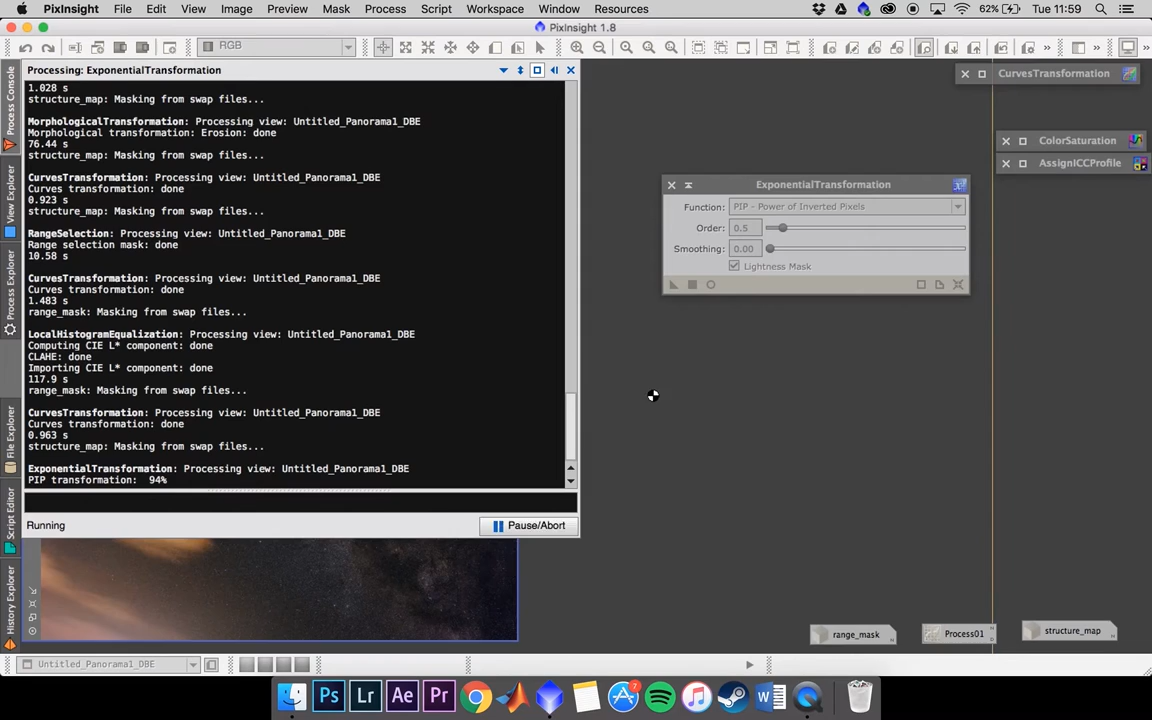 PixInsight File Edit View Image Preview Mask Process Script Workspace Window Resources 62% Tue 11:59
PixInsight 1.8
RGB
Processing: ExponentialTransformation
1.028 s
structure_map: Masking from swap files...
MorphologicalTransformation: Processing view: Untitled_Panorama1_DBE
Morphological transformation: Erosion: done
76.44 s
structure_map: Masking from swap files...
CurvesTransformation: Processing view: Untitled_Panorama1_DBE
Curves transformation: done
0.923 s
structure_map: Masking from swap files...
RangeSelection: Processing view: Untitled_Panorama1_DBE
Range selection mask: done
10.58 s
CurvesTransformation: Processing view: Untitled_Panorama1_DBE
Curves transformation: done
1.483 s
range_mask: Masking from swap files...
LocalHistogramEqualization: Processing view: Untitled_Panorama1_DBE
Computing CIE L* component: done
CLAHE: done
Importing CIE L* component: done
117.9 s
range_mask: Masking from swap files...
CurvesTransformation: Processing view: Untitled_Panorama1_DBE
Curves transformation: done
0.963 s
structure_map: Masking from swap files...
ExponentialTransformation: Processing view: Untitled_Panorama1_DBE
PIP transformation: 94%
Running
Pause/Abort
Process Console
View Explorer
Process Explorer
File Explorer
Script Editor
History Explorer
CurvesTransformation
ColorSaturation
AssignICCProfile
ExponentialTransformation
Function: PIP - Power of Inverted Pixels
Order: 0.5
Smoothing: 0.00
Lightness Mask
range_mask
Process01
structure_map
Untitled_Panorama1_DBE
Ps Lr Ae Pr 7 W